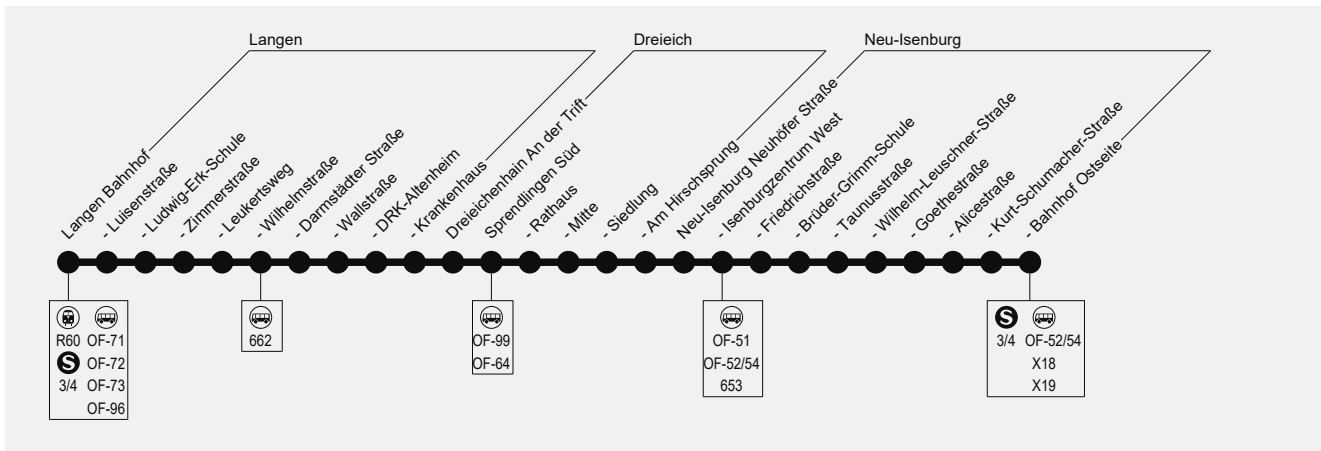 Langen
Dreieich
Neu-Isenburg
Langen Bahnhof
- Luisenstraße
- Ludwig-Erk-Schule
- Zimmerstraße
- Leukertsweg
- Wilhelmstraße
- Darmstädter Straße
- Wallstraße
- DRK-Altenheim
- Krankenhaus
Dreieichenhain An der Trift
Sprendlingen Süd
- Rathaus
- Mitte
- Siedlung
- Am Hirschsprung
Neu-Isenburg Neuhöfer Straße
- Isenburgzentrum West
- Friedrichstraße
- Brüder-Grimm-Schule
- Taunusstraße
- Wilhelm-Leuschner-Straße
- Goethestraße
- Alicestraße
- Kurt-Schumacher-Straße
- Bahnhof Ostseite
R60 OF-71
S OF-72
3/4 OF-73
OF-96
662
OF-99
OF-64
OF-51
OF-52/54
653
S
3/4 OF-52/54
X18
X19